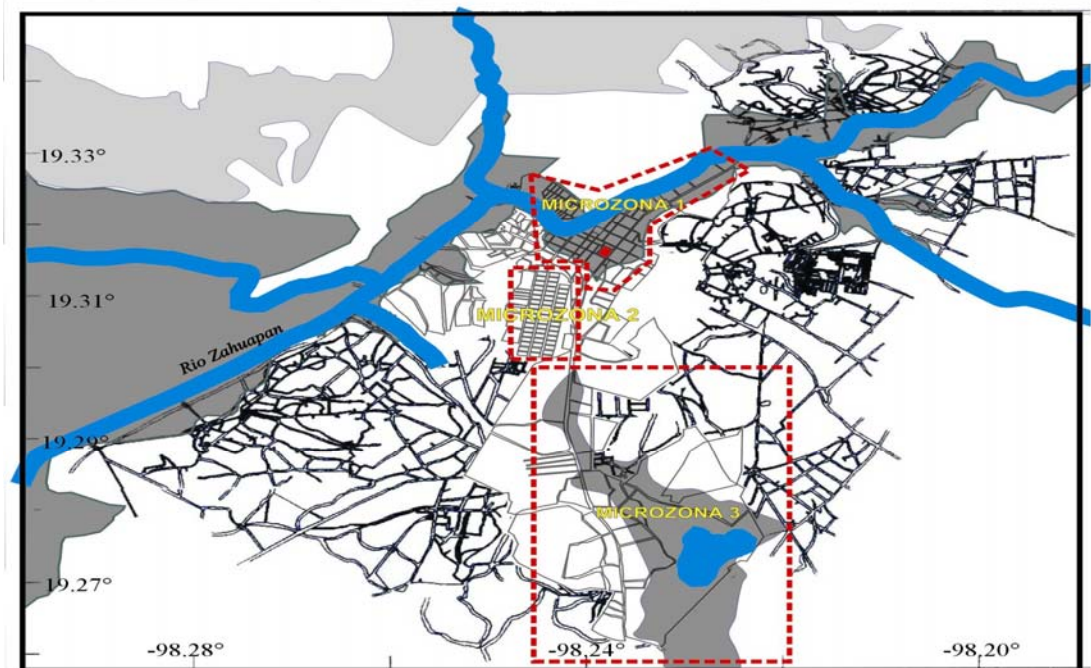 19.33°
MICROZONA 1
19.31°
MICROZONA 2
Rio Zahuapan
19.29°
MICROZONA 3
19.27°
-98.28°
-98.24°
-98.20°